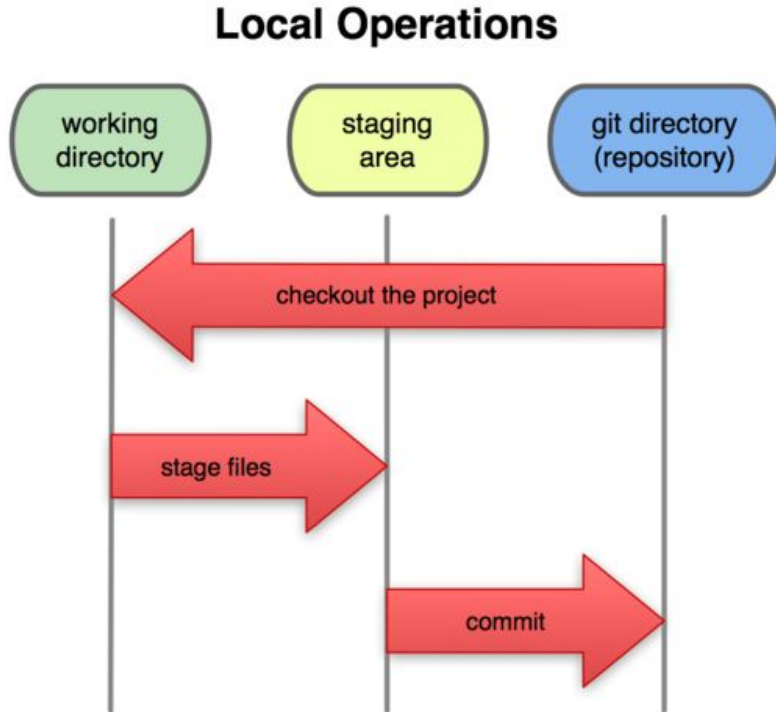 Local Operations
working
directory
staging
area
git directory
(repository)
checkout the project
stage files
commit